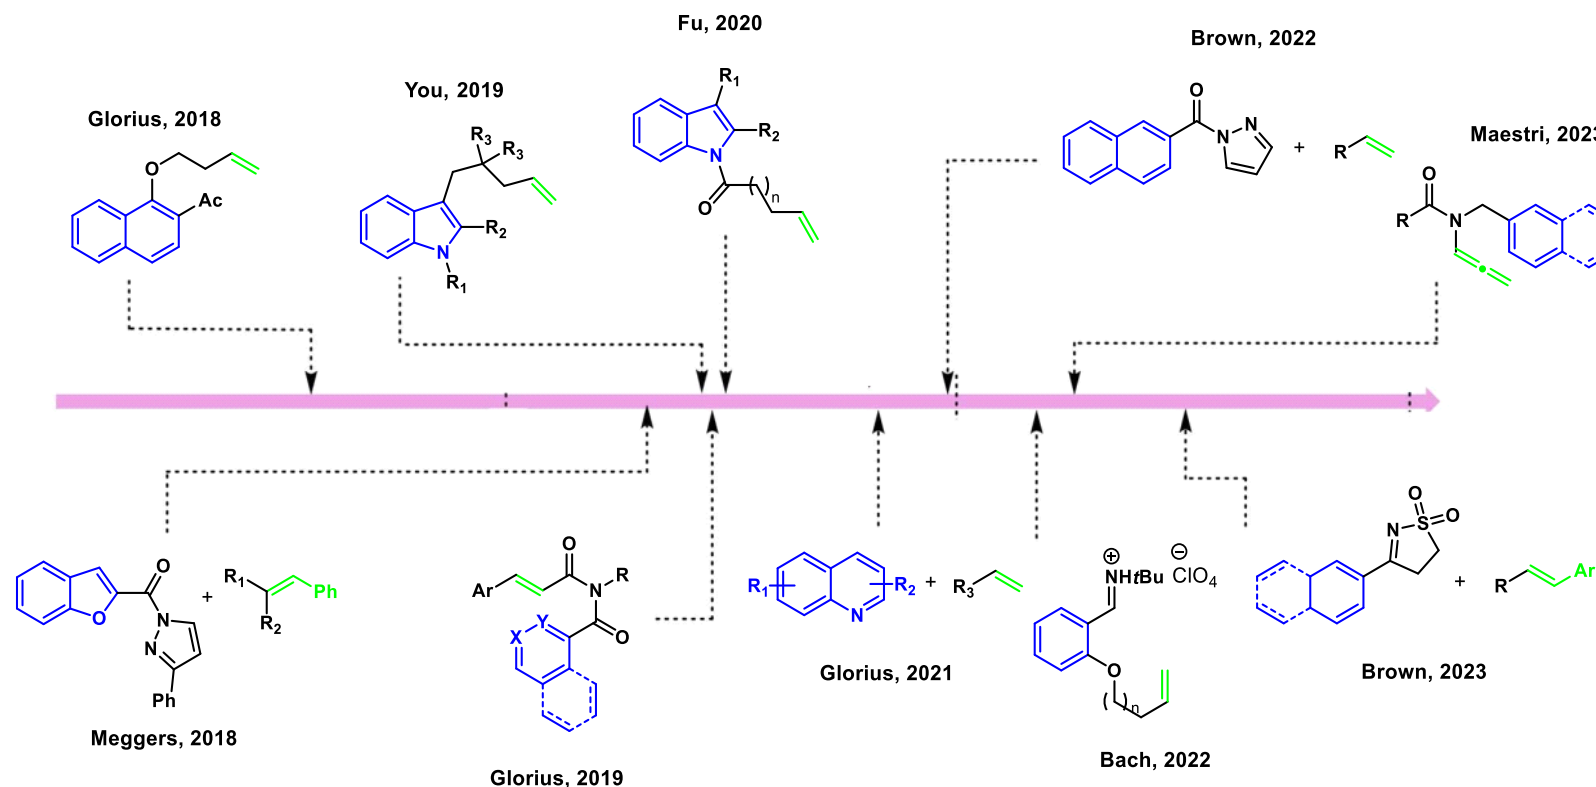 Fu, 2020
Brown, 2022
You, 2019
Glorius, 2018
Maestri, 2023
R1
R2
N
O
( )n
O
N
N
+
R
O
Ac
R3
R3
R2
N
R1
O
R
N
O
O
N
R1
+
R2
Ph
N
N
Ph
O
Ar
N
R
O
X
Y
R1
R2
N
+
R3
⊕
NHtBu
⊖
ClO4
O
( )n
O
O
S
N
+
R
Ar
Glorius, 2021
Brown, 2023
Meggers, 2018
Bach, 2022
Glorius, 2019